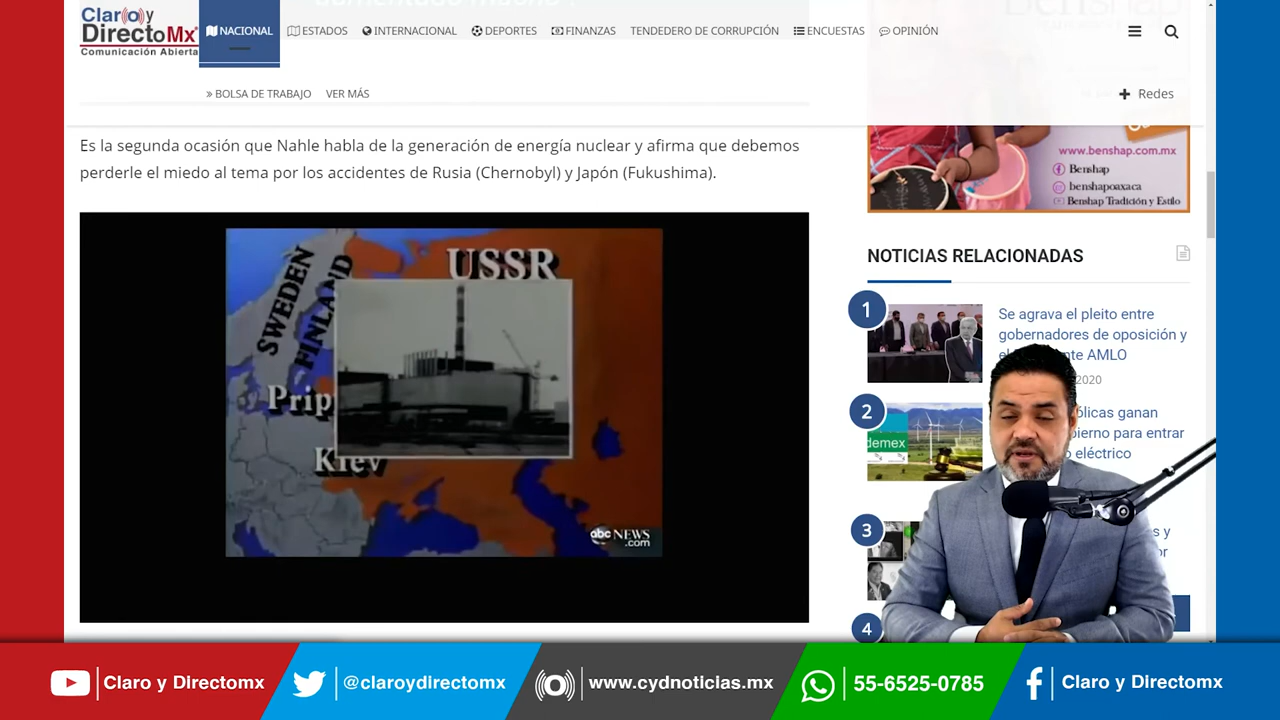 Claro y
DirectoMx
Comunicación Abierta
NACIONAL
ESTADOS
INTERNACIONAL
DEPORTES
FINANZAS
TENDEDERO DE CORRUPCIÓN
ENCUESTAS
OPINIÓN
» BOLSA DE TRABAJO
VER MÁS
+ Redes
Es la segunda ocasión que Nahle habla de la generación de energía nuclear y afirma que debemos
perderle el miedo al tema por los accidentes de Rusia (Chernobyl) y Japón (Fukushima).
www.benshap.com.mx
Benshap
benshapoaxaca
Benshap Tradición y Estilo
USSR
SWEDEN
FINLAND
Prip
Kiev
abc NEWS
.com
NOTICIAS RELACIONADAS
1
Se agrava el pleito entre
gobernadores de oposición y
AMLO
2020
2
ganan
para entrar
eléctrico
demex
3
y
4
Claro y Directomx
@claroydirectomx
www.cydnoticias.mx
55-6525-0785
Claro y Directomx